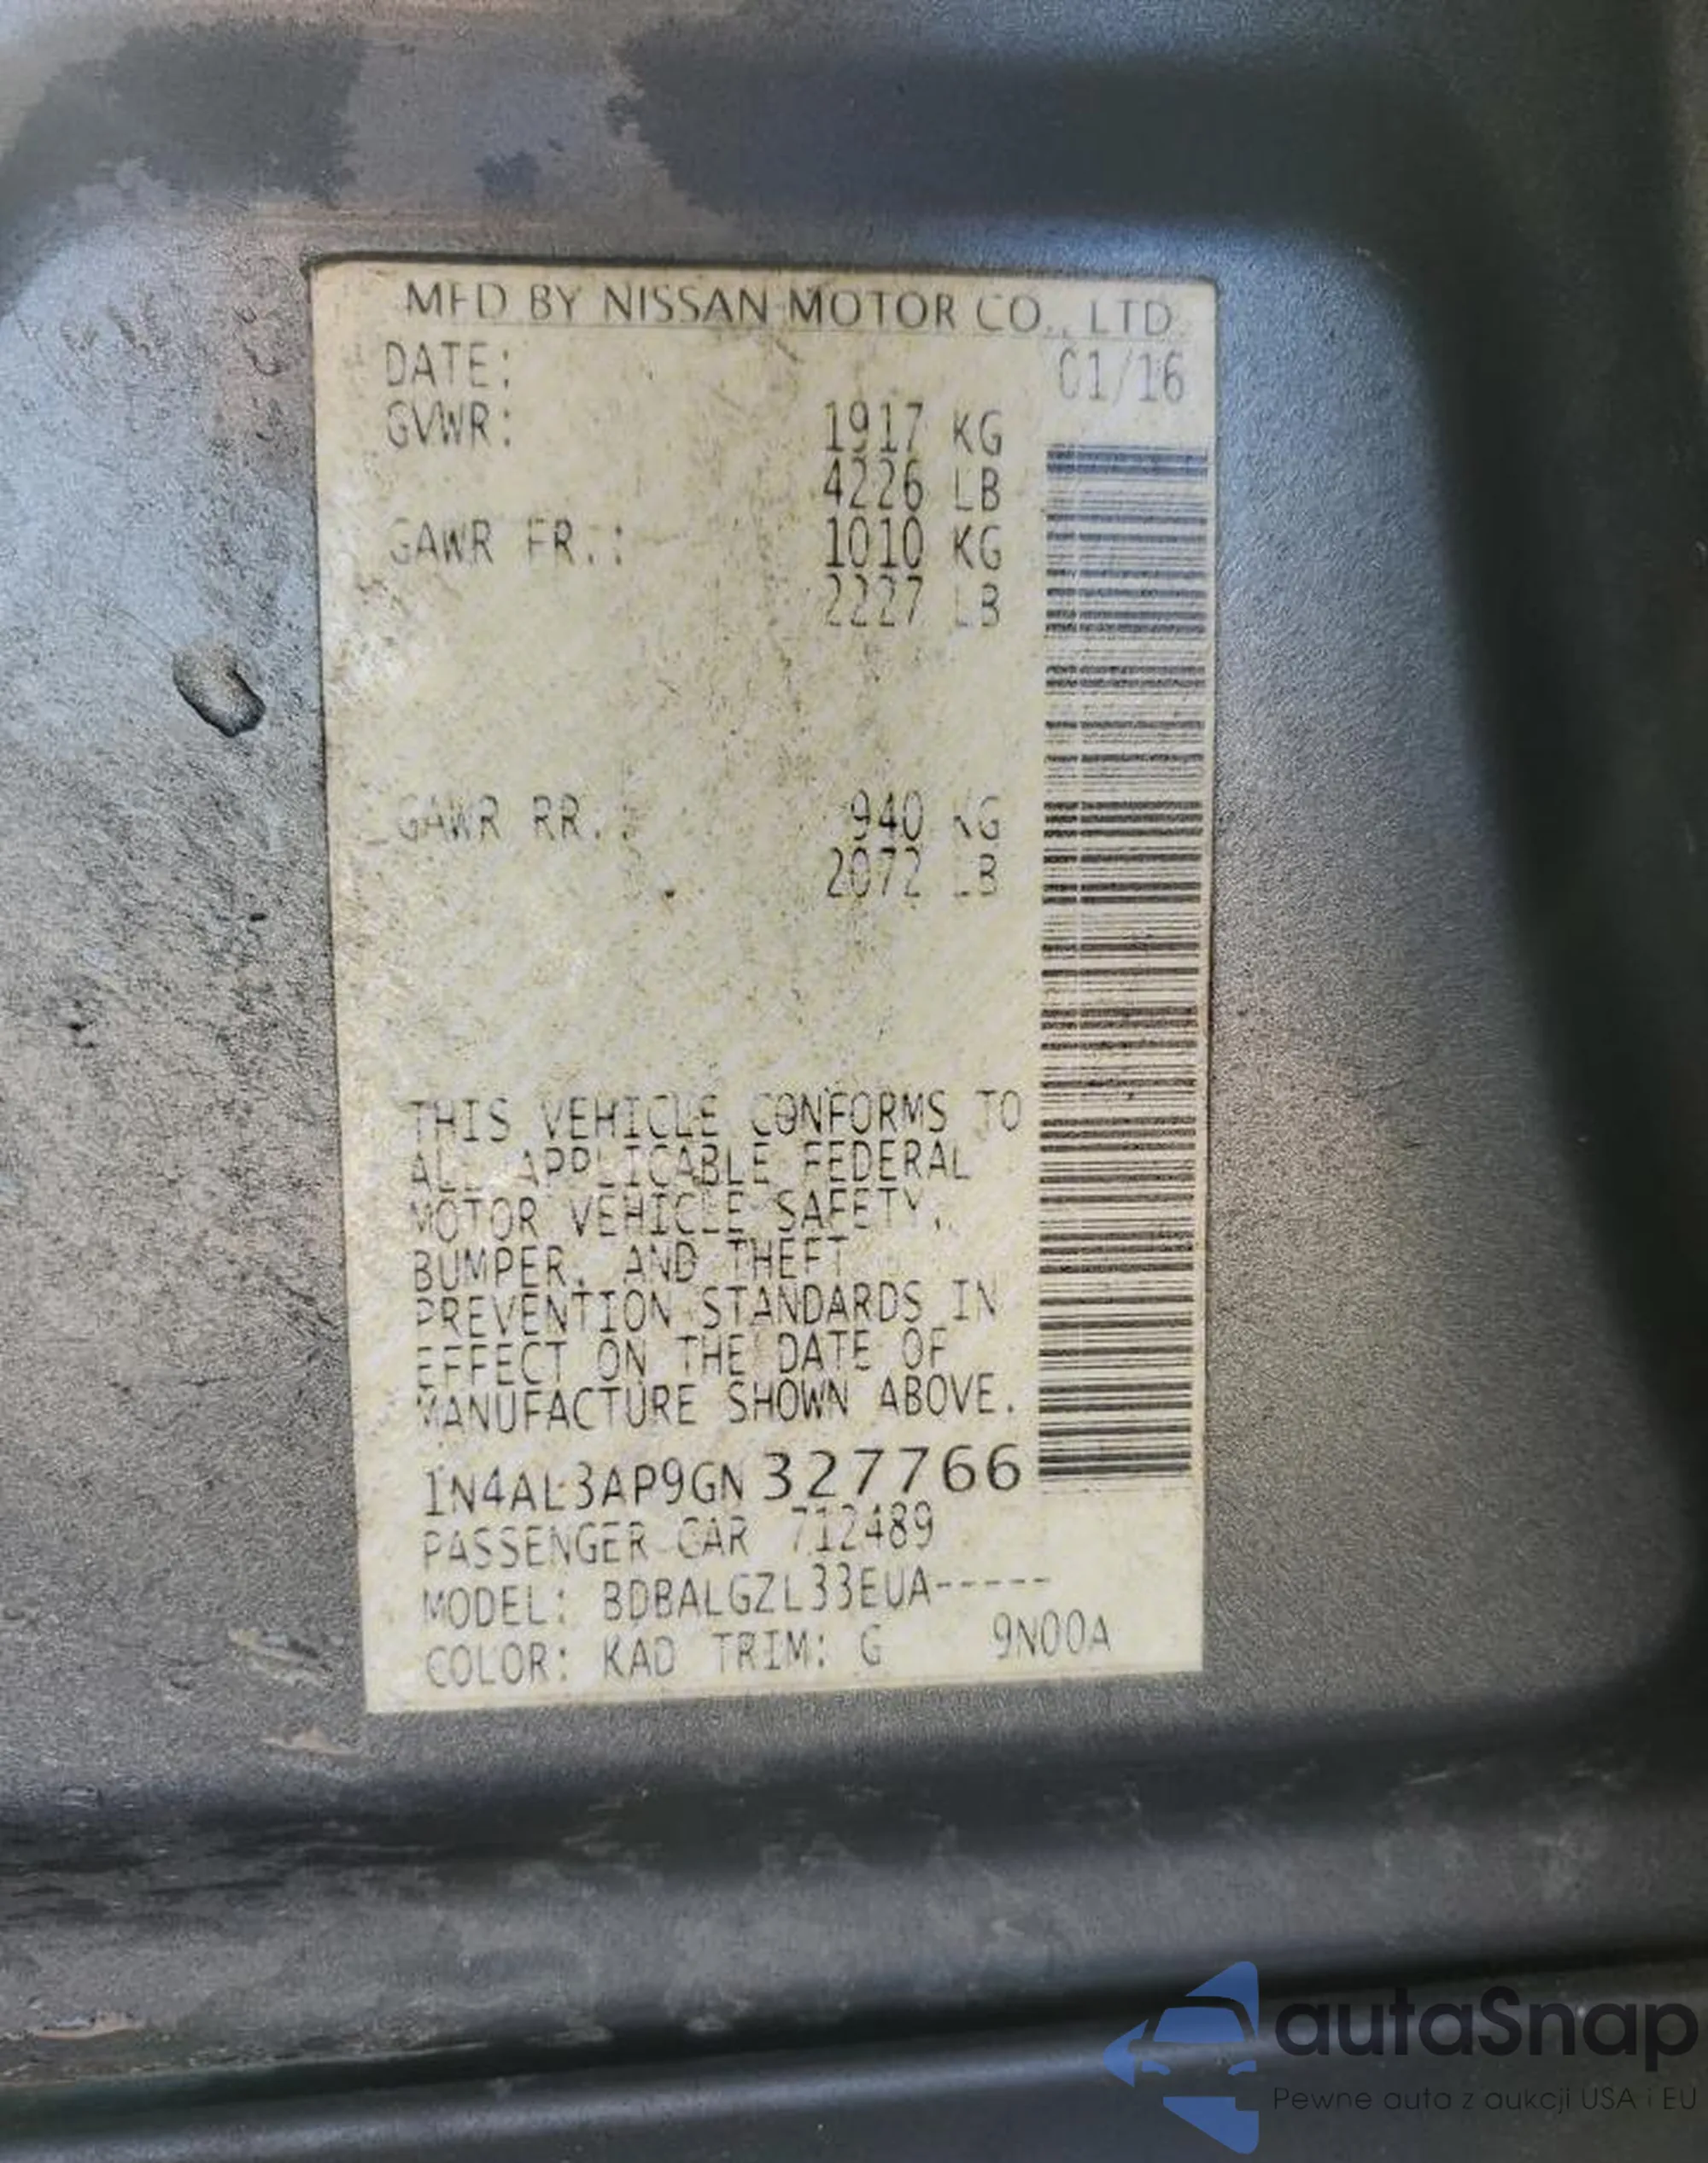 MFD BY NISSAN MOTOR CO., LTD.
DATE: 01/16
GVWR: 1917 KG
4226 LB
GAWR FR.: 1010 KG
2227 LB
GAWR RR.: 940 KG
2072 LB
THIS VEHICLE CONFORMS TO
ALL APPLICABLE FEDERAL
MOTOR VEHICLE SAFETY,
BUMPER, AND THEFT
PREVENTION STANDARDS IN
EFFECT ON THE DATE OF
MANUFACTURE SHOWN ABOVE.
1N4AL3AP9GN327766
PASSENGER CAR 712489
MODEL: BDBALGZL33EUA-----
COLOR: KAD TRIM: G 9N00A
autaSnap
Pewne auta z aukcji USA i EU